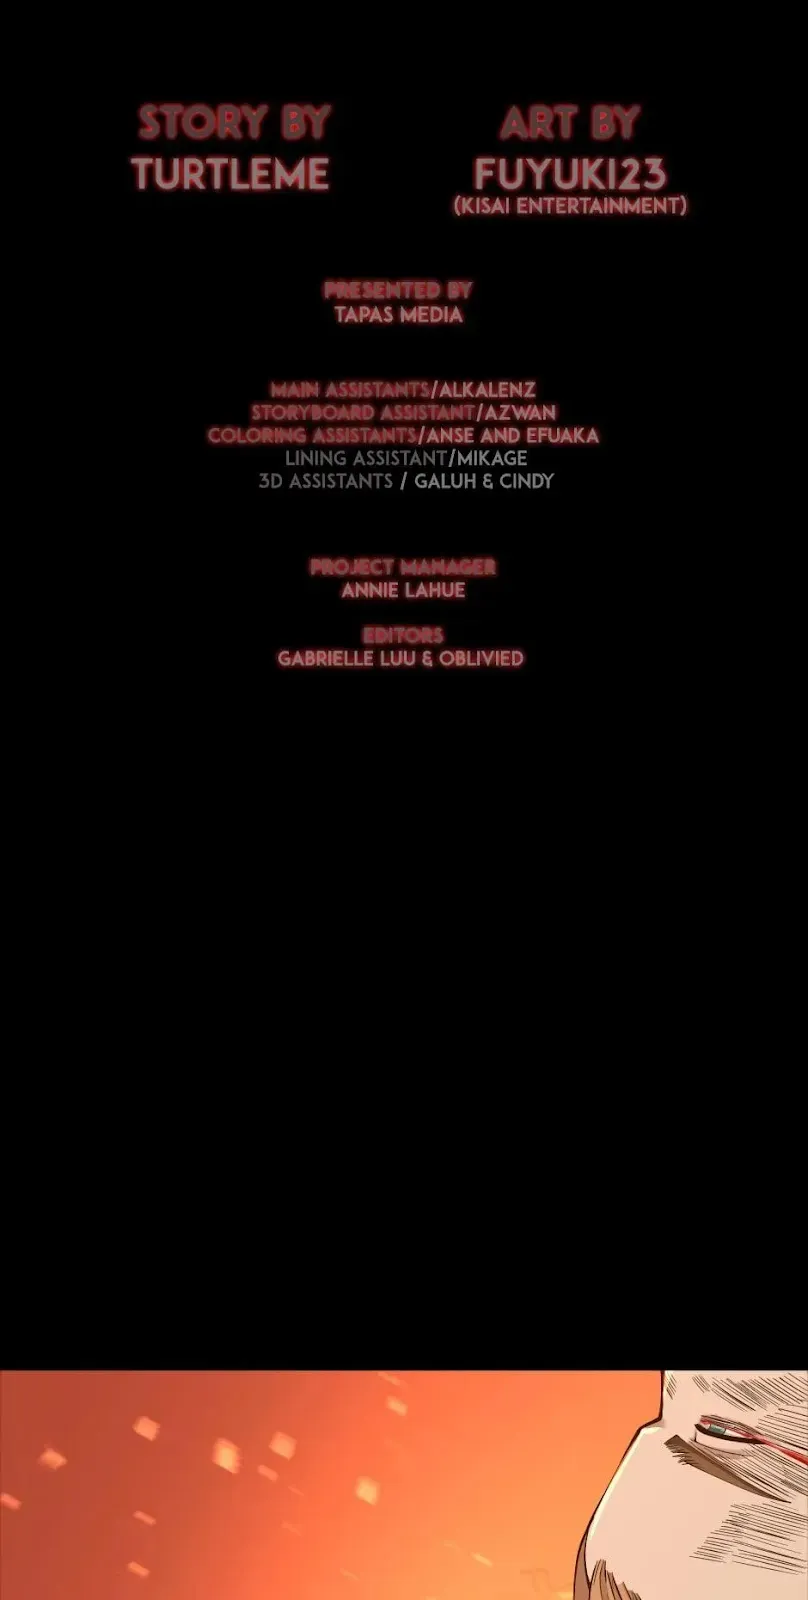 STORY BY
TURTLEME
ART BY
FUYUKI23
(KISAI ENTERTAINMENT)
PRESENTED BY
TAPAS MEDIA
MAIN ASSISTANTS/ALKALENZ
STORYBOARD ASSISTANT/AZWAN
COLORING ASSISTANTS/ANSE AND EFUAKA
LINING ASSISTANT/MIKAGE
3D ASSISTANTS / GALUH & CINDY
PROJECT MANAGER
ANNIE LAHUE
EDITORS
GABRIELLE LUU & OBLIVIED